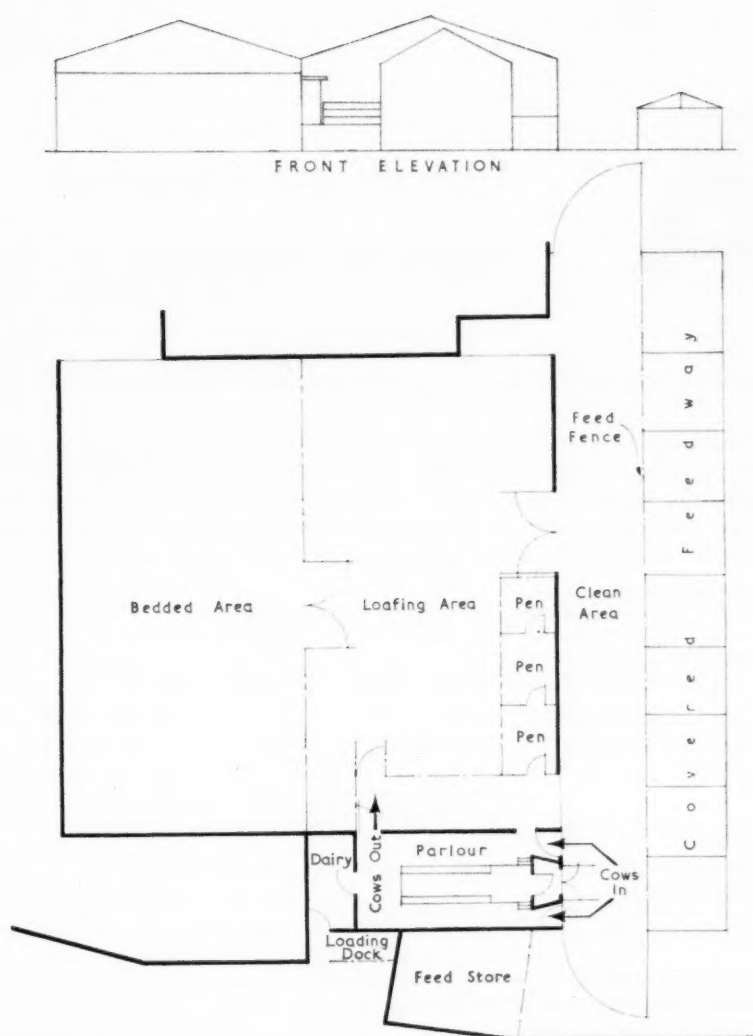 FRONT ELEVATION
Feed
Fence
Covered Feedway
Bedded Area
Loafing Area
Pen
Clean
Area
Pen
Pen
Cows Out
Parlour
Dairy
Cows
In
Loading
Dock
Feed Store